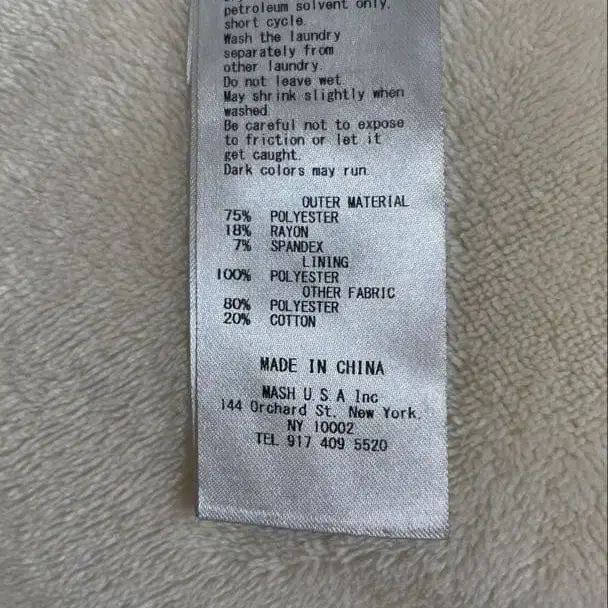 petroleum solvent only,
short cycle.
Wash the laundry
separately from
other laundry.
Do not leave wet.
May shrink slightly when
washed.
Be careful not to expose
to friction or let it
get caught.
Dark colors may run.
OUTER MATERIAL
75% POLYESTER
18% RAYON
7% SPANDEX
LINING
100% POLYESTER
OTHER FABRIC
80% POLYESTER
20% COTTON
MADE IN CHINA
MASH U.S.A Inc
144 Orchard St. New York,
NY 10002
TEL 917 409 5520